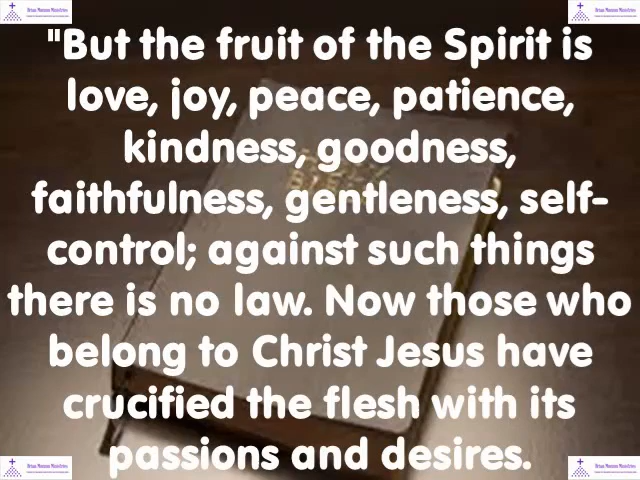 "But the fruit of the Spirit is
love, joy, peace, patience,
kindness, goodness,
faithfulness, gentleness, self-
control; against such things
there is no law. Now those who
belong to Christ Jesus have
crucified the flesh with its
passions and desires.